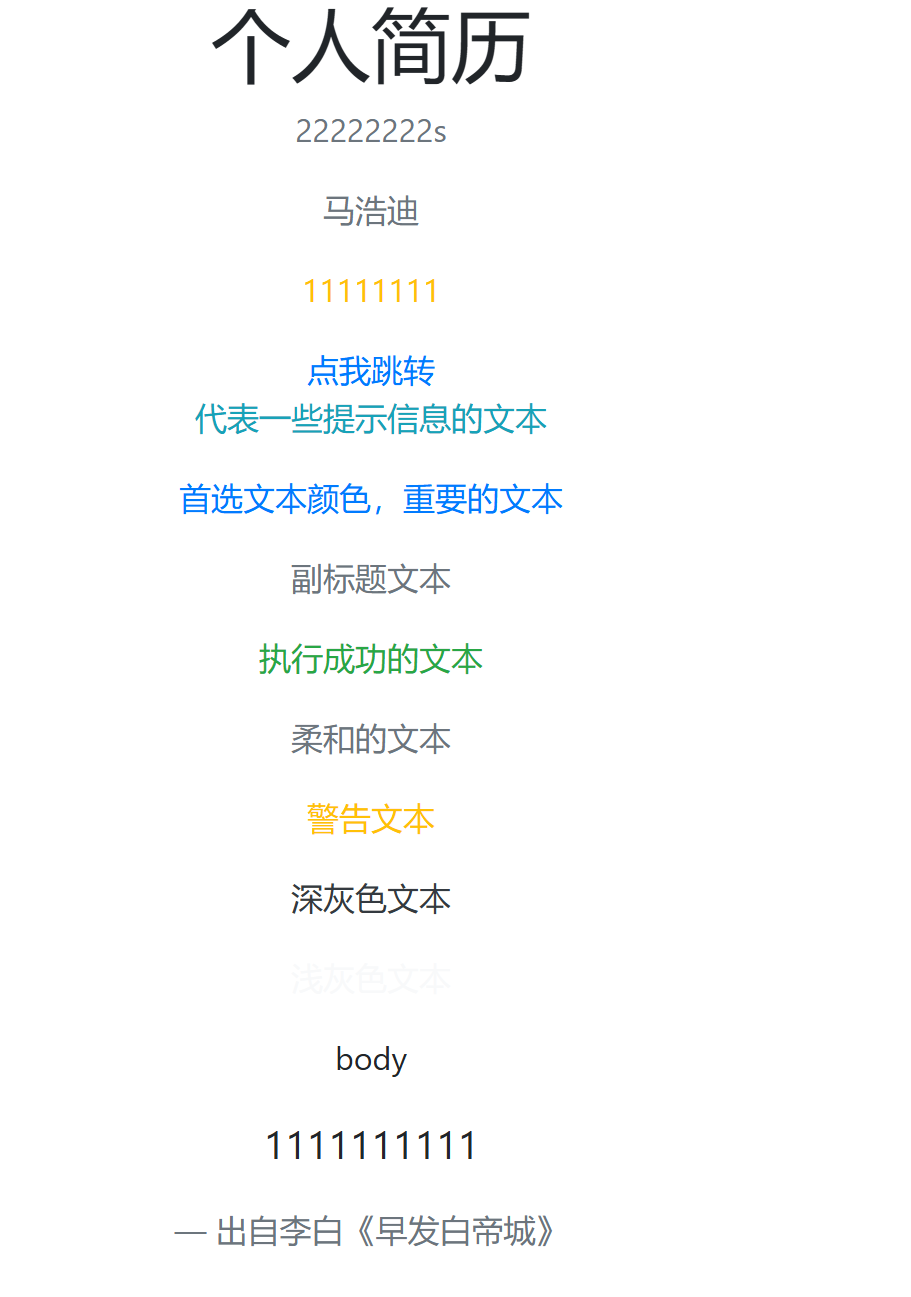 个人简历
22222222s
马浩迪
11111111
点我跳转
代表一些提示信息的文本
首选文本颜色，重要的文本
副标题文本
执行成功的文本
柔和的文本
警告文本
深灰色文本
浅灰色文本
body
1111111111
— 出自李白《早发白帝城》